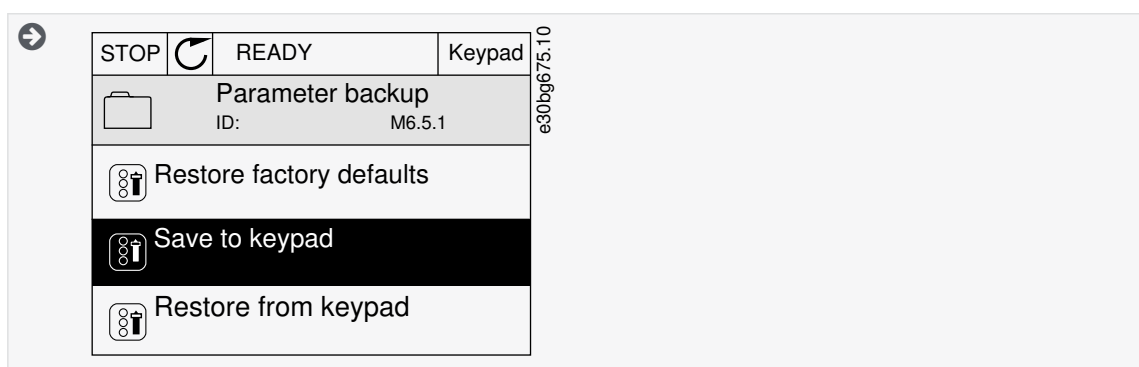 STOP READY Keypad
Parameter backup
ID: M6.5.1
Restore factory defaults
Save to keypad
Restore from keypad
e30bg675.10